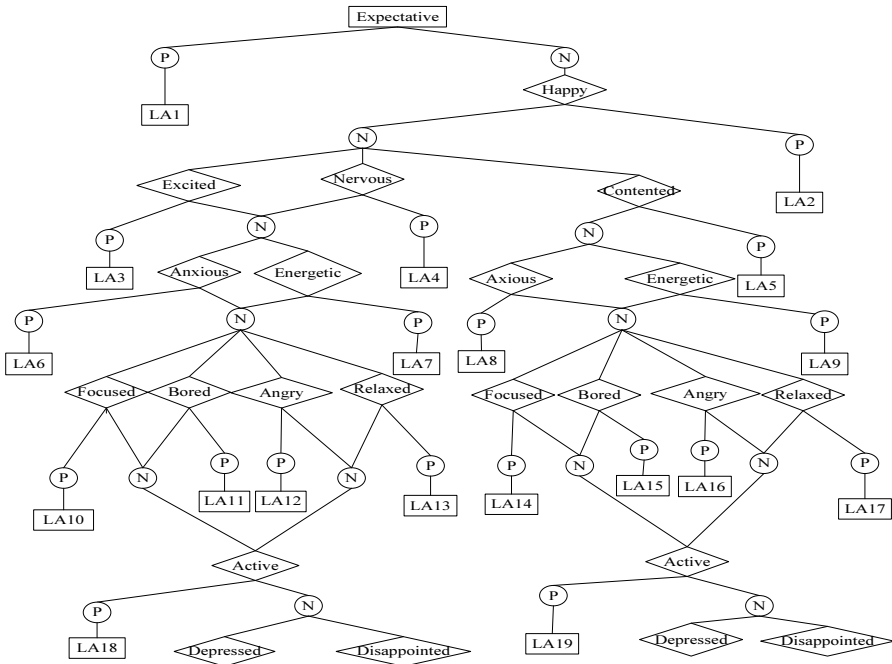 Expectative
P N
LA1
Happy
N P
LA2
Excited Nervous Contented
P N P N P
LA3 LA4 LA5
Anxious Energetic Axious Energetic
P N P P N P
LA6 LA7 LA8 LA9
Focused Bored Angry Relaxed Focused Bored Angry Relaxed
P N P P N P P N P P N P
LA10 LA11 LA12 LA13 LA14 LA15 LA16 LA17
Active Active
P N P N
LA18 Depressed Disappointed LA19 Depressed Disappointed